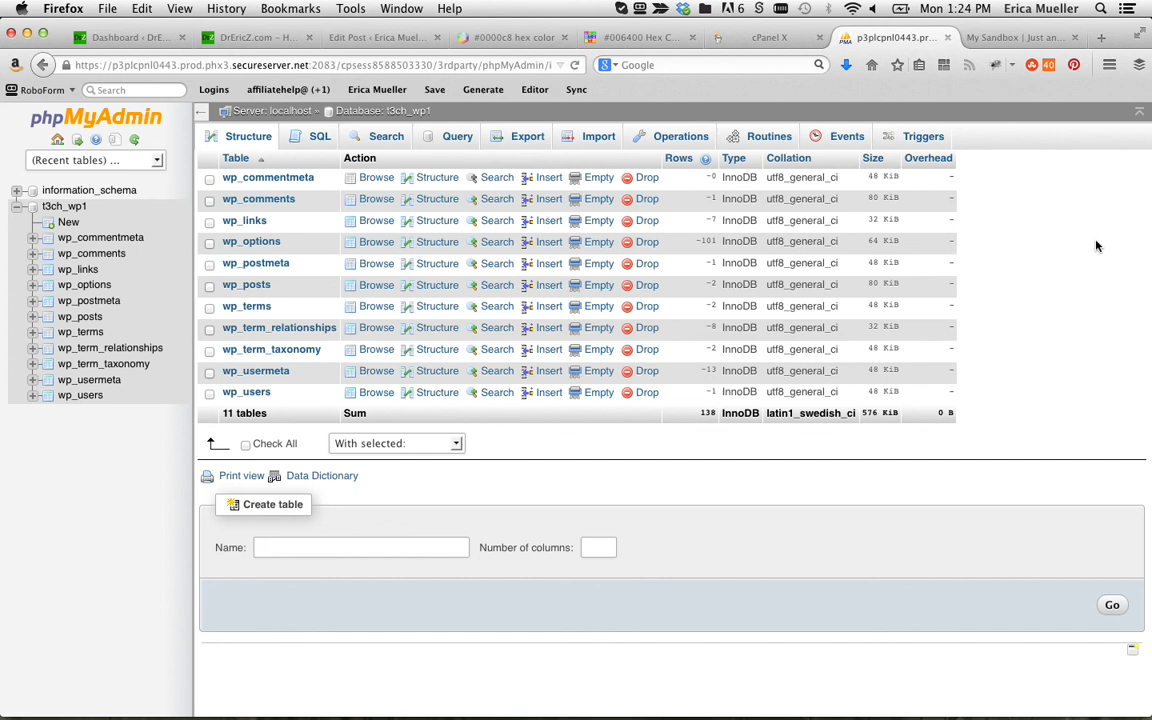 Firefox File Edit View History Bookmarks Tools Window Help 6 Mon 1:24 PM Erica Mueller
Dashboard ‹ DrE... × DrEricZ.com – H... × Edit Post ‹ Erica Muel... × #0000c8 hex color × #006400 Hex C... × cPanel X × p3plcpnl0443.pro... × My Sandbox | Just an... × +
https://p3plcpnl0443.prod.phx3.secureserver.net:2083/cpsess8588503330/3rdparty/phpMyAdmin/i Google 40
RoboForm Search Logins affiliatehelp@ (+1) Erica Mueller Save Generate Editor Sync
phpMyAdmin
(Recent tables) ...
information_schema
t3ch_wp1
New
wp_commentmeta
wp_comments
wp_links
wp_options
wp_postmeta
wp_posts
wp_terms
wp_term_relationships
wp_term_taxonomy
wp_usermeta
wp_users
Server: localhost » Database: t3ch_wp1
Structure SQL Search Query Export Import Operations Routines Events Triggers
Table Action Rows Type Collation Size Overhead
wp_commentmeta Browse Structure Search Insert Empty Drop ~0 InnoDB utf8_general_ci 48 KiB –
wp_comments Browse Structure Search Insert Empty Drop ~1 InnoDB utf8_general_ci 80 KiB –
wp_links Browse Structure Search Insert Empty Drop ~7 InnoDB utf8_general_ci 32 KiB –
wp_options Browse Structure Search Insert Empty Drop ~101 InnoDB utf8_general_ci 64 KiB –
wp_postmeta Browse Structure Search Insert Empty Drop ~1 InnoDB utf8_general_ci 48 KiB –
wp_posts Browse Structure Search Insert Empty Drop ~2 InnoDB utf8_general_ci 80 KiB –
wp_terms Browse Structure Search Insert Empty Drop ~2 InnoDB utf8_general_ci 48 KiB –
wp_term_relationships Browse Structure Search Insert Empty Drop ~8 InnoDB utf8_general_ci 32 KiB –
wp_term_taxonomy Browse Structure Search Insert Empty Drop ~2 InnoDB utf8_general_ci 48 KiB –
wp_usermeta Browse Structure Search Insert Empty Drop ~13 InnoDB utf8_general_ci 48 KiB –
wp_users Browse Structure Search Insert Empty Drop ~1 InnoDB utf8_general_ci 48 KiB –
11 tables Sum 138 InnoDB latin1_swedish_ci 576 KiB 0 B
Check All With selected:
Print view Data Dictionary
Create table
Name: Number of columns:
Go